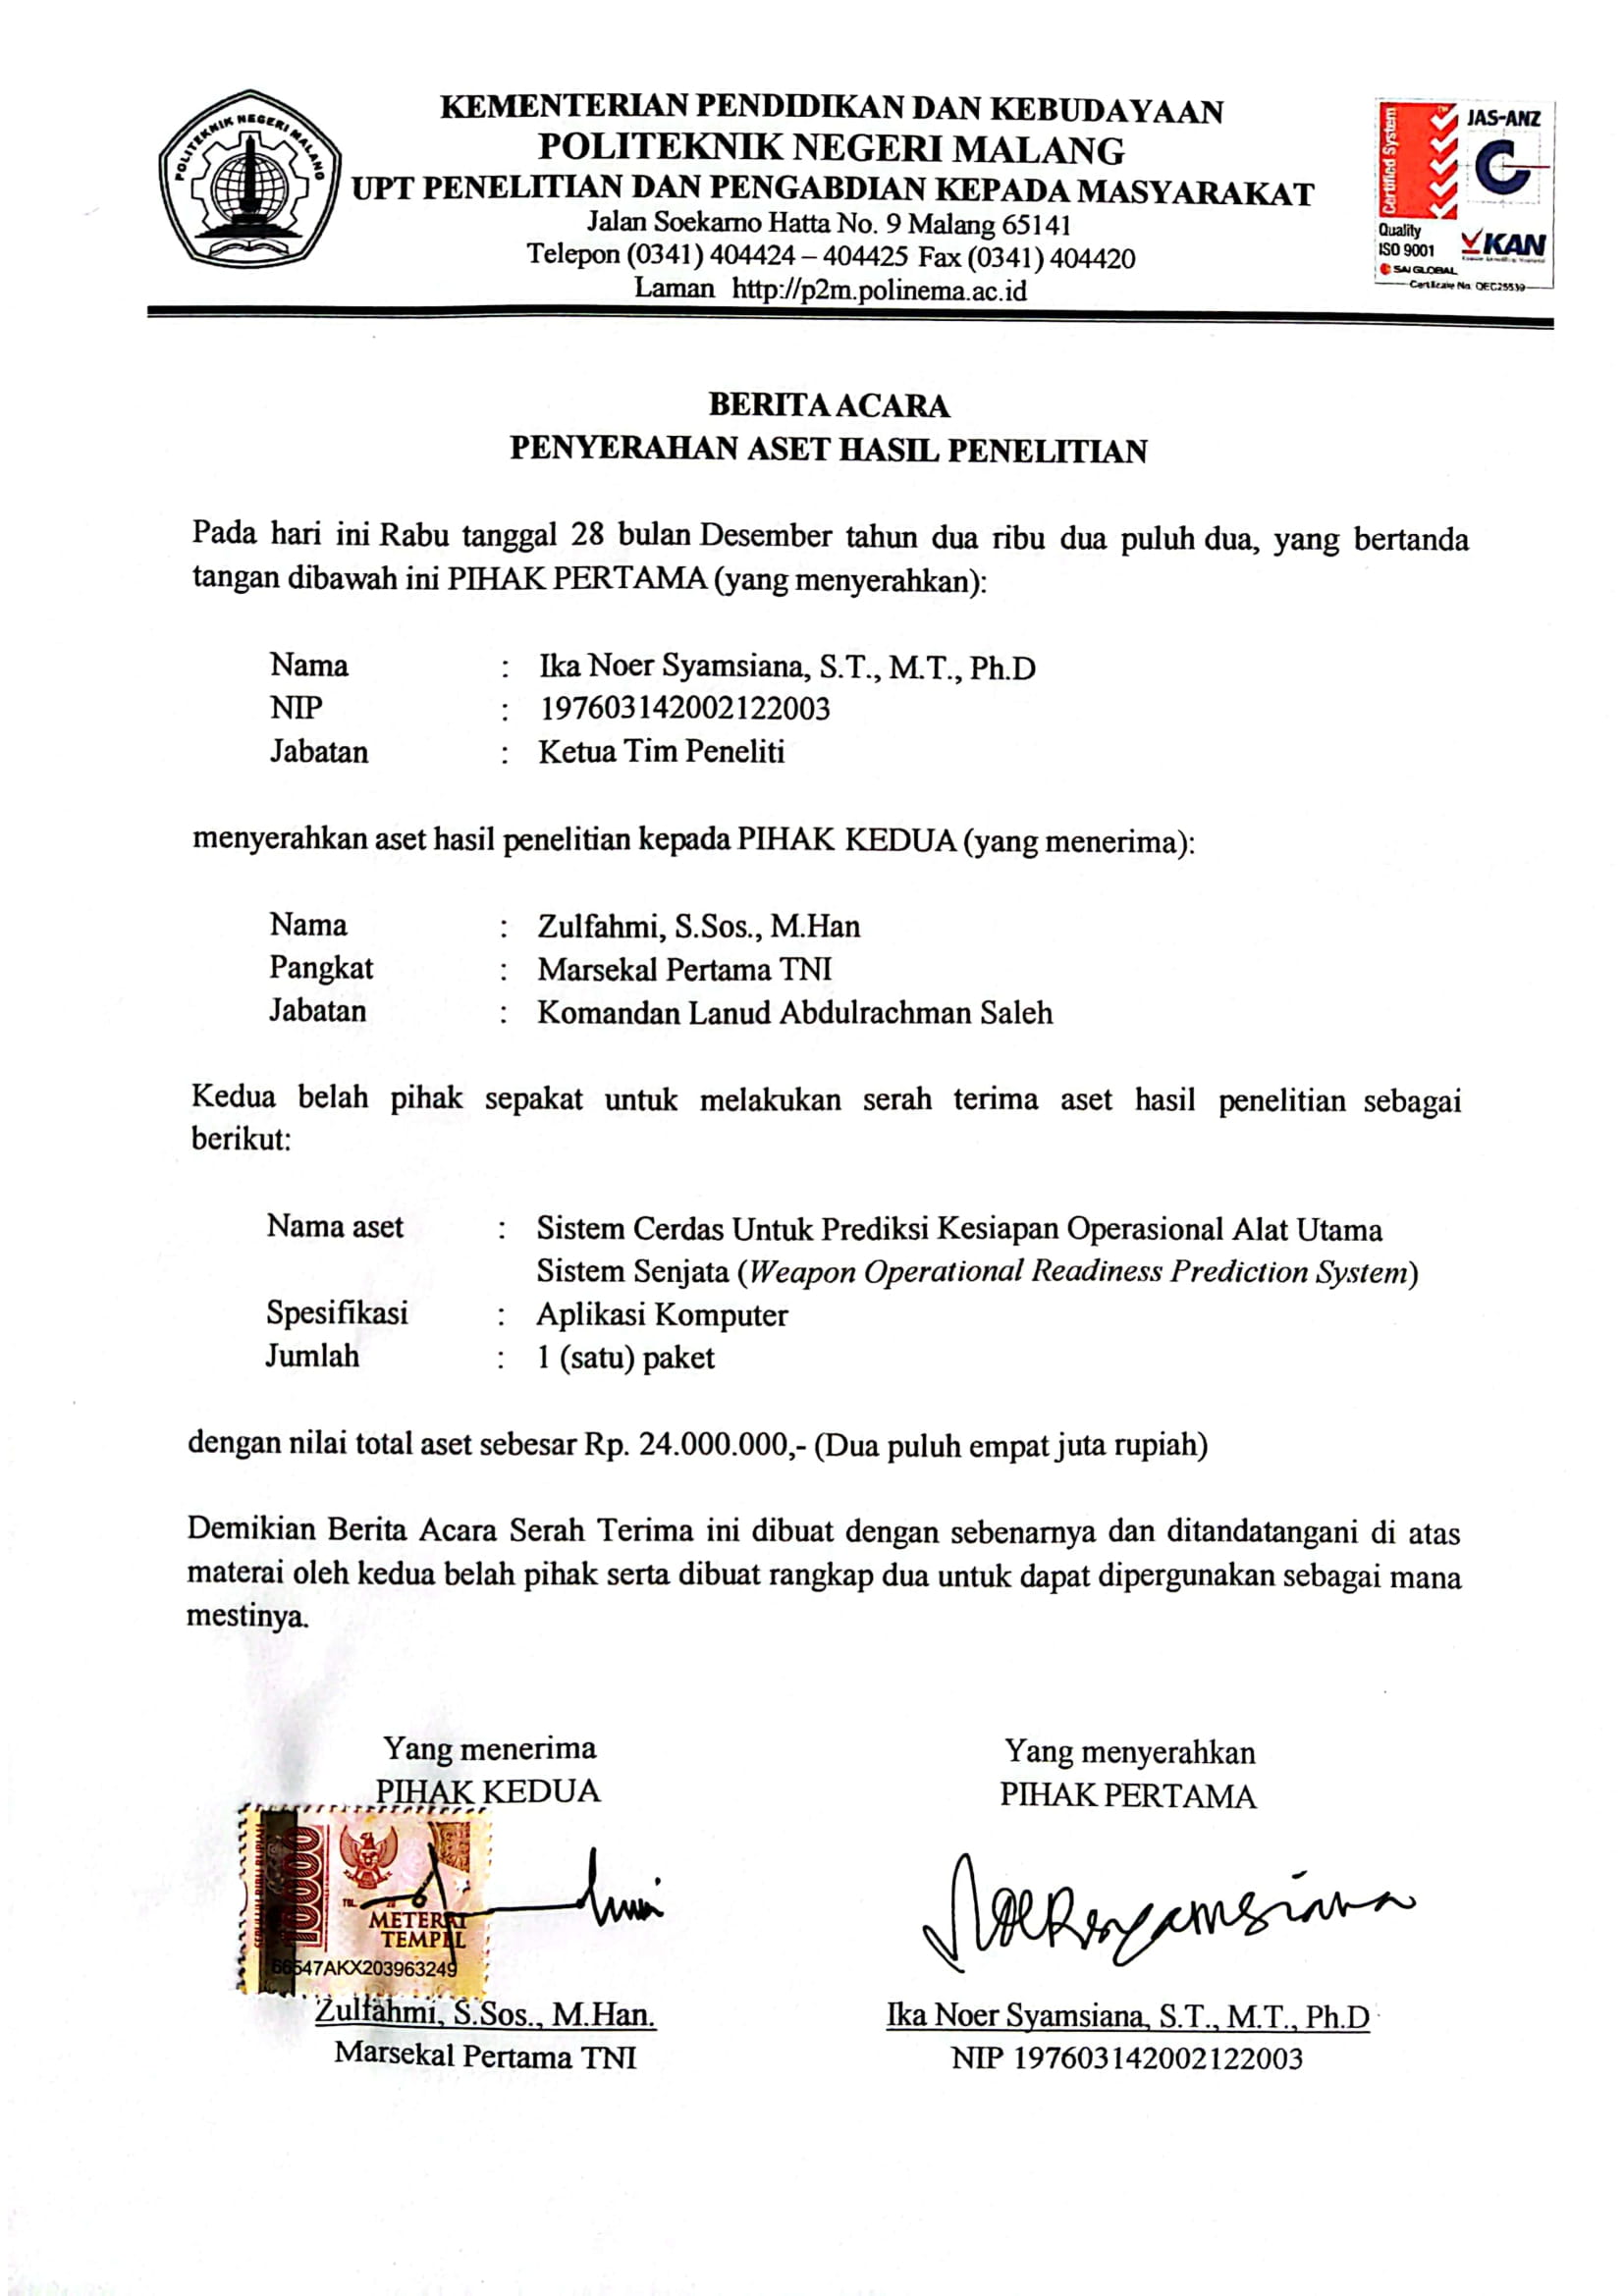 POLITEKNIK NEGERI MALANG
KEMENTERIAN PENDIDIKAN DAN KEBUDAYAAN
POLITEKNIK NEGERI MALANG
UPT PENELITIAN DAN PENGABDIAN KEPADA MASYARAKAT
Jalan Soekarno Hatta No. 9 Malang 65141
Telepon (0341) 404424 – 404425 Fax (0341) 404420
Laman http://p2m.polinema.ac.id
Certified System
JAS-ANZ
Quality
ISO 9001
KAN
SAI GLOBAL
Certificate No. QEC25539
BERITA ACARA
PENYERAHAN ASET HASIL PENELITIAN
Pada hari ini Rabu tanggal 28 bulan Desember tahun dua ribu dua puluh dua, yang bertanda
tangan dibawah ini PIHAK PERTAMA (yang menyerahkan):
Nama : Ika Noer Syamsiana, S.T., M.T., Ph.D
NIP : 197603142002122003
Jabatan : Ketua Tim Peneliti
menyerahkan aset hasil penelitian kepada PIHAK KEDUA (yang menerima):
Nama : Zulfahmi, S.Sos., M.Han
Pangkat : Marsekal Pertama TNI
Jabatan : Komandan Lanud Abdulrachman Saleh
Kedua belah pihak sepakat untuk melakukan serah terima aset hasil penelitian sebagai
berikut:
Nama aset : Sistem Cerdas Untuk Prediksi Kesiapan Operasional Alat Utama
Sistem Senjata (Weapon Operational Readiness Prediction System)
Spesifikasi : Aplikasi Komputer
Jumlah : 1 (satu) paket
dengan nilai total aset sebesar Rp. 24.000.000,- (Dua puluh empat juta rupiah)
Demikian Berita Acara Serah Terima ini dibuat dengan sebenarnya dan ditandatangani di atas
materai oleh kedua belah pihak serta dibuat rangkap dua untuk dapat dipergunakan sebagai mana
mestinya.
Yang menerima
PIHAK KEDUA
SEPULUH RIBU RUPIAH
10000
TGL. 20
METERAI
TEMPEL
66547AKX203963249
Zulfahmi, S.Sos., M.Han.
Marsekal Pertama TNI
Yang menyerahkan
PIHAK PERTAMA
Noer Syamsiana
Ika Noer Syamsiana, S.T., M.T., Ph.D
NIP 197603142002122003